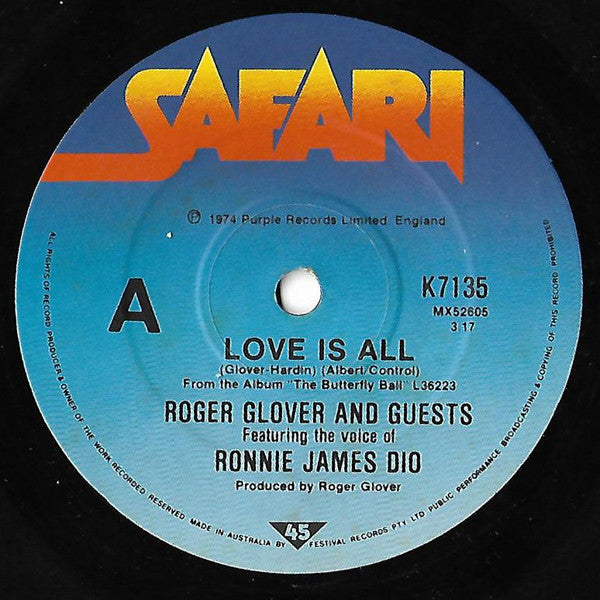 SAFARI
℗ 1974 Purple Records Limited England
A
K7135
MX52605
3.17
LOVE IS ALL
(Glover-Hardin) (Albert/Control)
From the Album "The Butterfly Ball" L36223
ROGER GLOVER AND GUESTS
Featuring the voice of
RONNIE JAMES DIO
Produced by Roger Glover
ALL RIGHTS OF RECORD PRODUCER & OWNER OF THE WORK RECORDED RESERVED MADE IN AUSTRALIA BY 45 FESTIVAL RECORDS PTY LTD PUBLIC PERFORMANCE BROADCASTING & COPYING OF THIS RECORD PROHIBITED